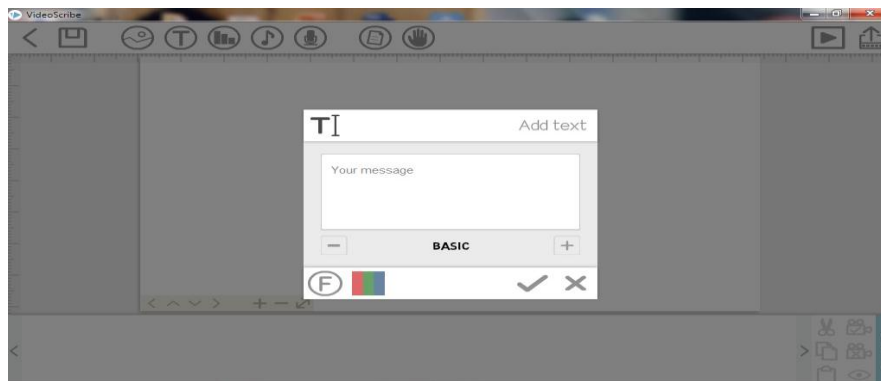 VideoScribe
T
T Add text
Your message
BASIC
F